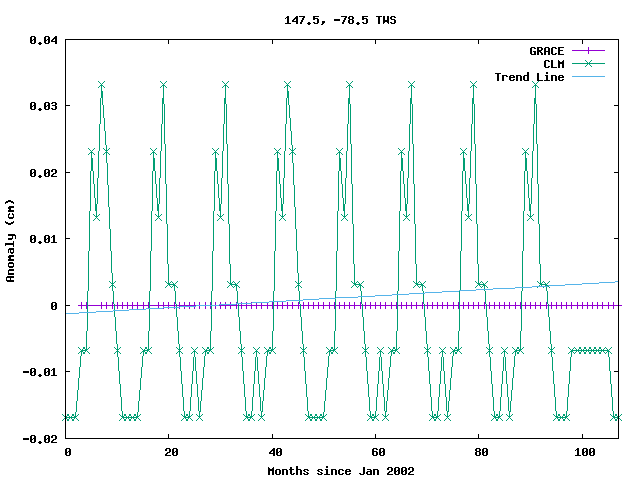 147.5, -78.5 TWS
GRACE
CLM
Trend Line
0.04
0.03
0.02
0.01
0
-0.01
-0.02
Anomaly (cm)
0 20 40 60 80 100
Months since Jan 2002